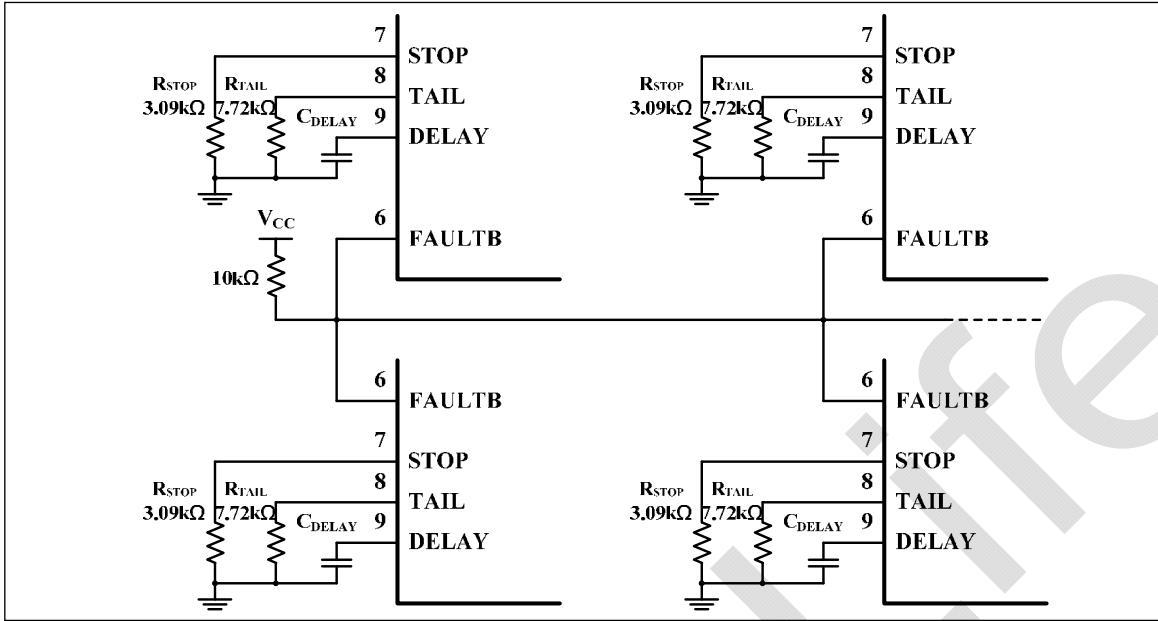 7
STOP
8
RSTOP RTAIL
TAIL
3.09kΩ 7.72kΩ
CDELAY 9
DELAY
VCC
6
FAULTB
10kΩ
7
STOP
8
RSTOP RTAIL
TAIL
3.09kΩ 7.72kΩ
CDELAY 9
DELAY
6
FAULTB
6
FAULTB
7
STOP
RSTOP RTAIL 8
TAIL
3.09kΩ 7.72kΩ
CDELAY 9
DELAY
6
FAULTB
7
STOP
RSTOP RTAIL 8
TAIL
3.09kΩ 7.72kΩ
CDELAY 9
DELAY